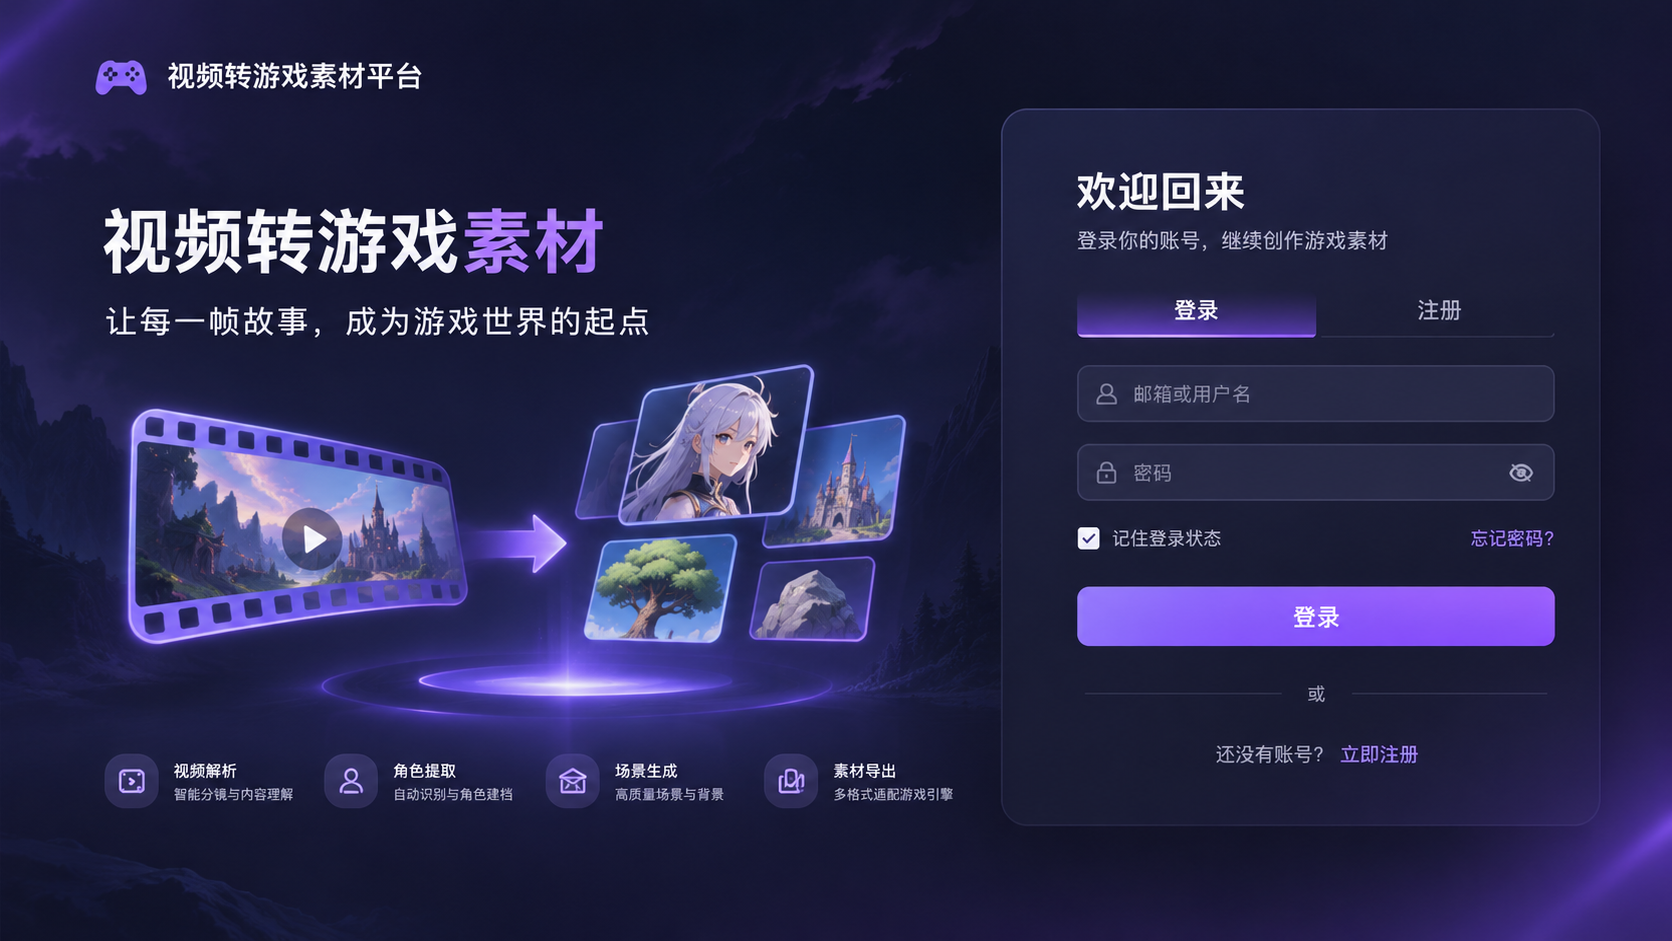 视频转游戏素材平台
视频转游戏素材
让每一帧故事，成为游戏世界的起点
视频解析
智能分镜与内容理解
角色提取
自动识别与角色建档
场景生成
高质量场景与背景
素材导出
多格式适配游戏引擎
欢迎回来
登录你的账号，继续创作游戏素材
登录 注册
邮箱或用户名
密码
记住登录状态 忘记密码?
登录
或
还没有账号? 立即注册